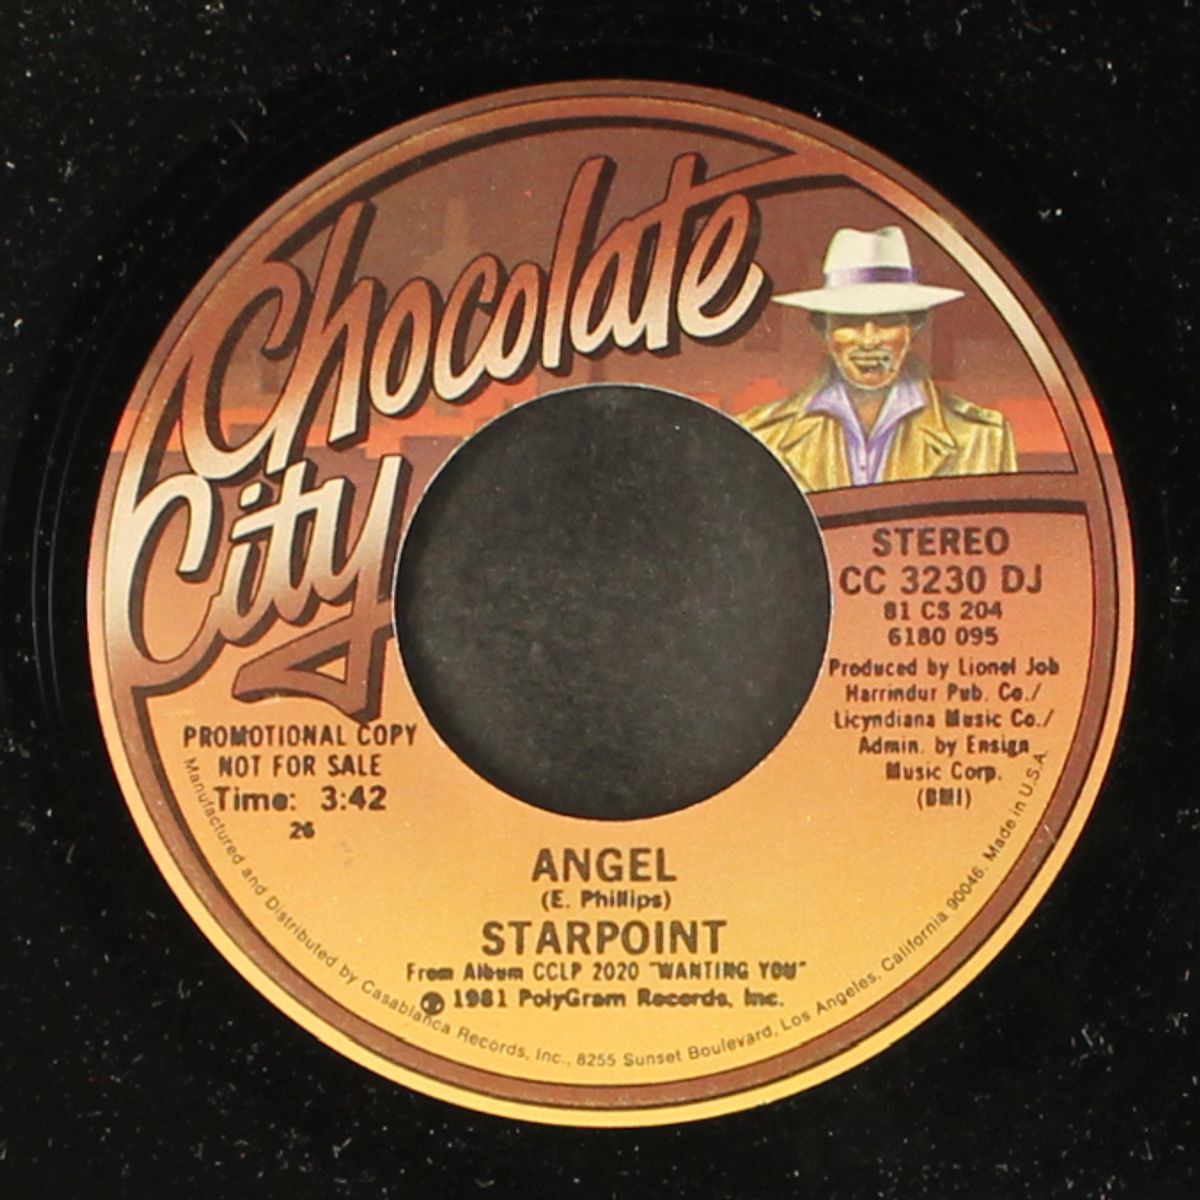 Chocolate
City
STEREO
CC 3230 DJ
81 CS 204
6180 095
Produced by Lionel Job
Harrindur Pub. Co./
Licyndiana Music Co./
Admin. by Ensign
Music Corp.
(BMI)
PROMOTIONAL COPY
NOT FOR SALE
Time: 3:42
26
ANGEL
(E. Phillips)
STARPOINT
From Album CCLP 2020 "WANTING YOU"
℗ 1981 PolyGram Records, Inc.
Manufactured and Distributed by Casablanca Records, Inc., 8255 Sunset Boulevard, Los Angeles, California 90046. Made in U.S.A.